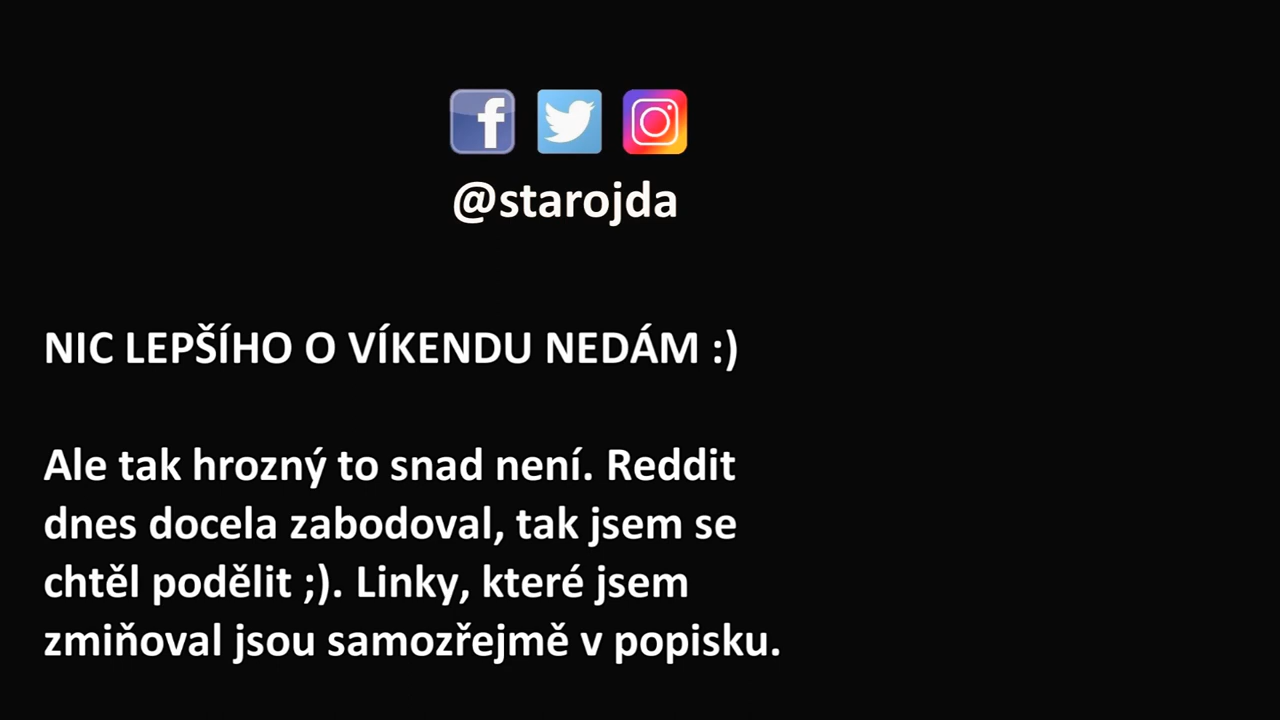 @starojda
NIC LEPŠÍHO O VÍKENDU NEDÁM :)
Ale tak hrozný to snad není. Reddit
dnes docela zabodoval, tak jsem se
chtěl podělit ;). Linky, které jsem
zmiňoval jsou samozřejmě v popisku.